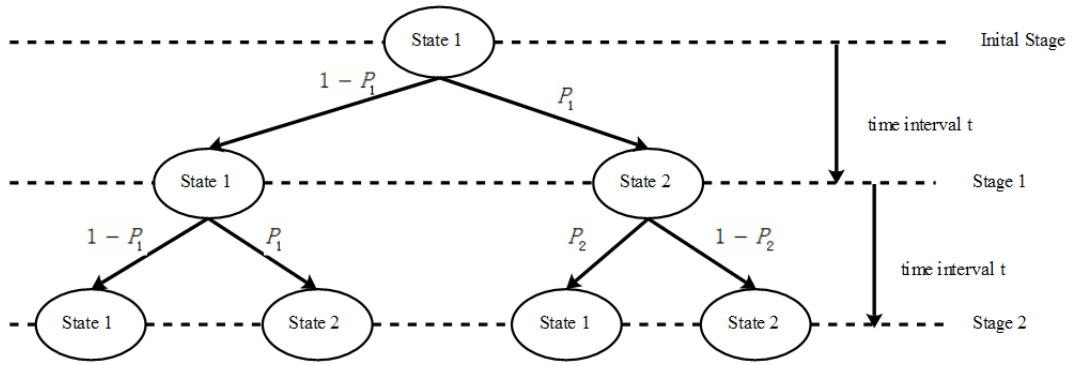 State 1
Inital Stage
1 − P₁
P₁
time interval t
State 1
State 2
Stage 1
1 − P₁
P₁
P₂
1 − P₂
time interval t
State 1
State 2
State 1
State 2
Stage 2